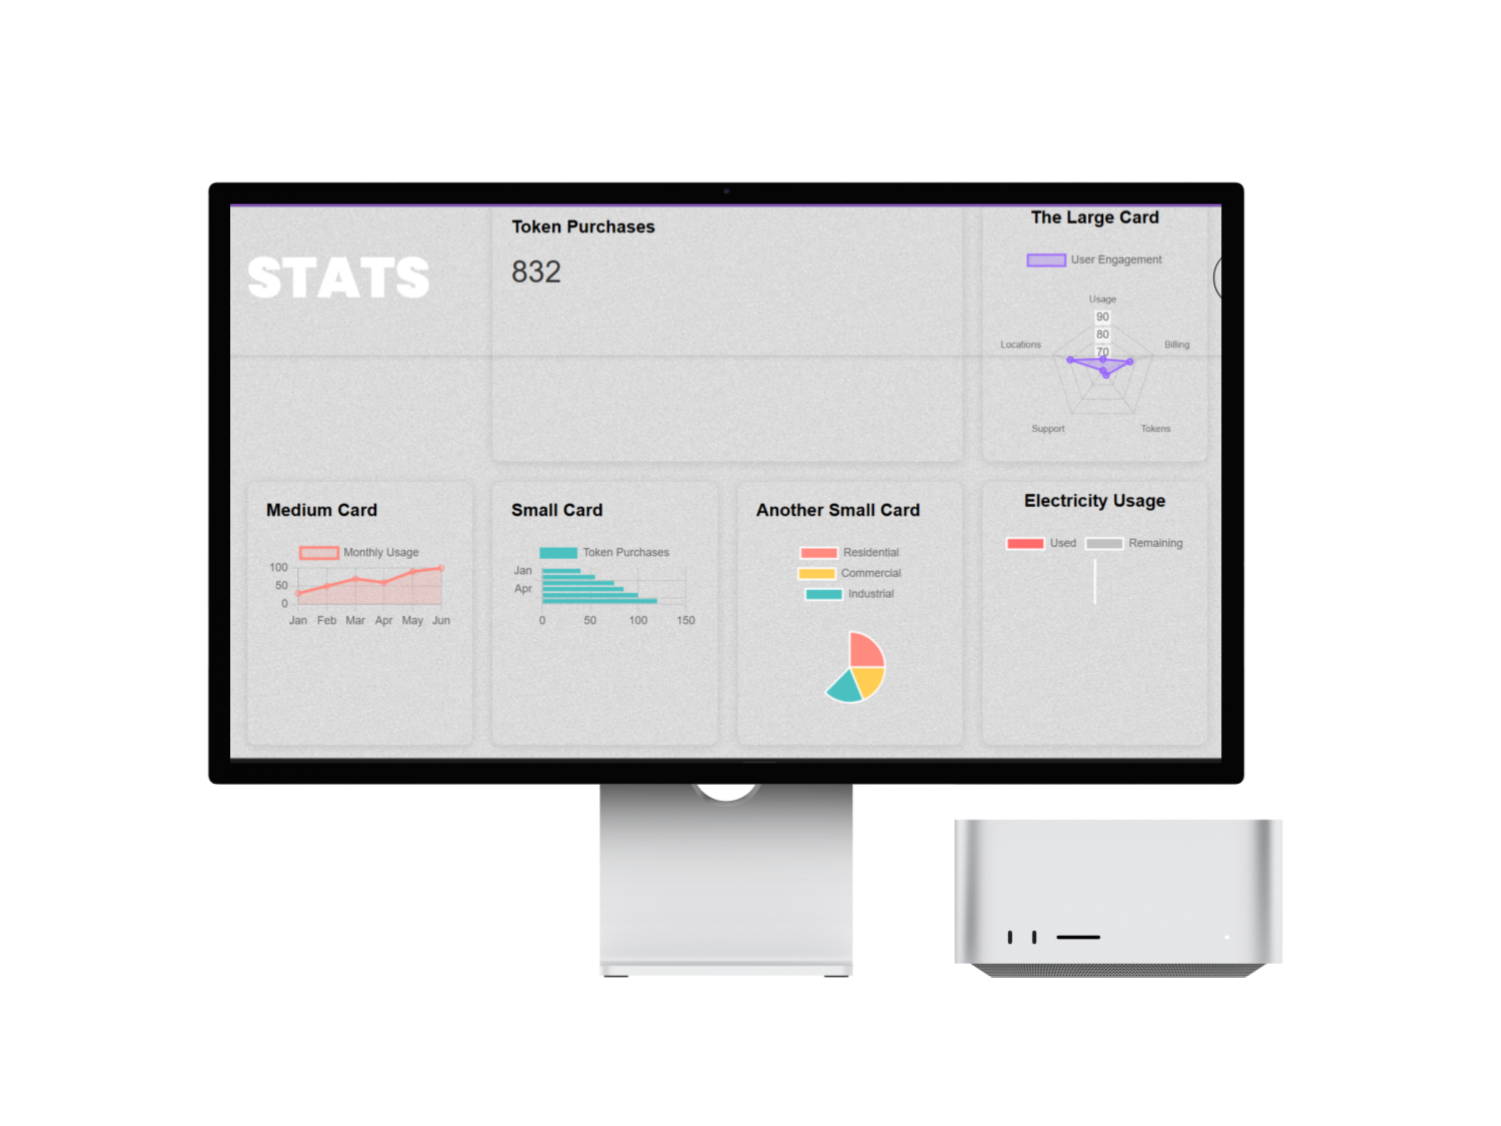 STATS
Token Purchases
832
The Large Card
User Engagement
Usage
90
80
70
Locations
Billing
Support
Tokens
Medium Card
Monthly Usage
100
50
0
Jan Feb Mar Apr May Jun
Small Card
Token Purchases
Jan
Apr
0 50 100 150
Another Small Card
Residential
Commercial
Industrial
Electricity Usage
Used Remaining